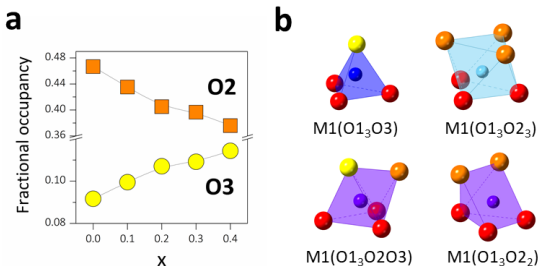 a
Fractional occupancy
0.48
0.44
0.40
0.36
0.10
0.08
O2
O3
0.0 0.1 0.2 0.3 0.4
x
b
M1(O1₃O3)
M1(O1₃O2₃)
M1(O1₃O2O3)
M1(O1₃O2₂)